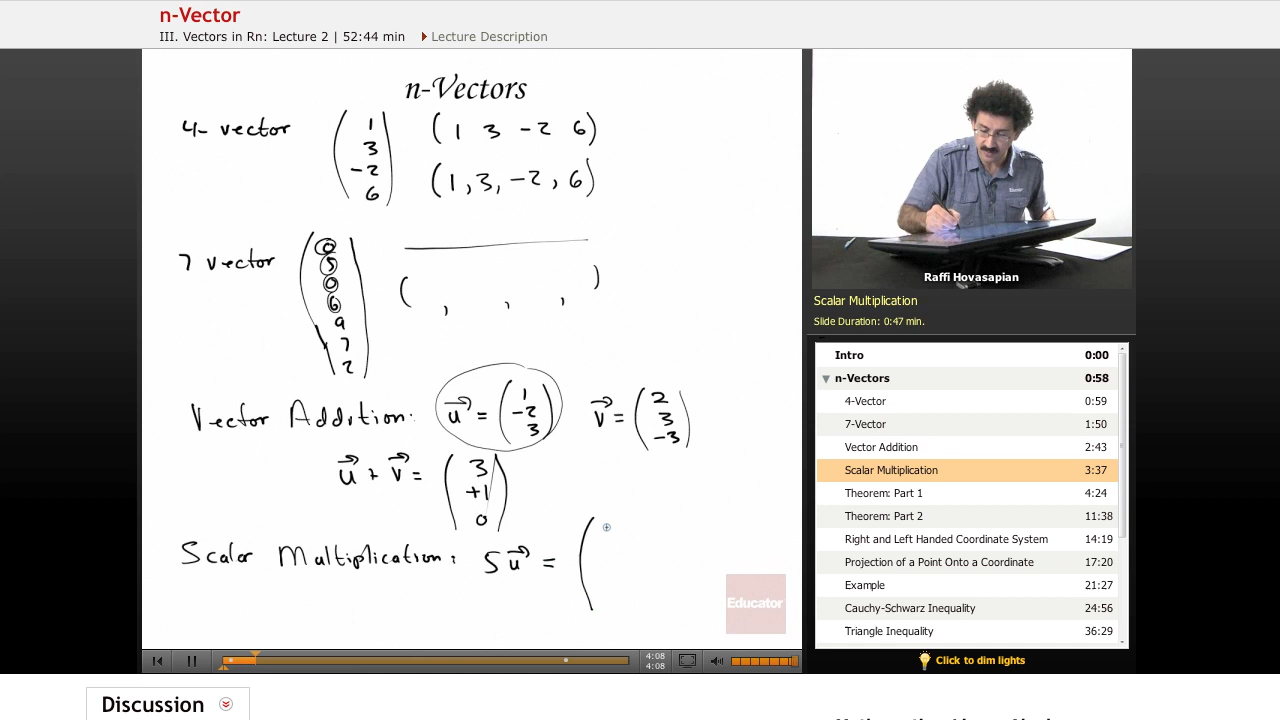 n-Vector
III. Vectors in Rn: Lecture 2 | 52:44 min Lecture Description
n-Vectors
4- vector ( 1 3 -2 6 ) ( 1 3 -2 6 )
( 1 , 3 , -2 , 6 )
7 vector ( 0 5 0 6 9 7 2 ) ( , , , )
Vector Addition: u = ( 1 -2 3 ) v = ( 2 3 -3 )
u + v = ( 3 +1 0 )
Scalar Multiplication: 5 u = (
Educator
4:08
4:08
Raffi Hovasapian
Scalar Multiplication
Slide Duration: 0:47 min.
Intro 0:00
n-Vectors 0:58
4-Vector 0:59
7-Vector 1:50
Vector Addition 2:43
Scalar Multiplication 3:37
Theorem: Part 1 4:24
Theorem: Part 2 11:38
Right and Left Handed Coordinate System 14:19
Projection of a Point Onto a Coordinate 17:20
Example 21:27
Cauchy-Schwarz Inequality 24:56
Triangle Inequality 36:29
Click to dim lights
Discussion